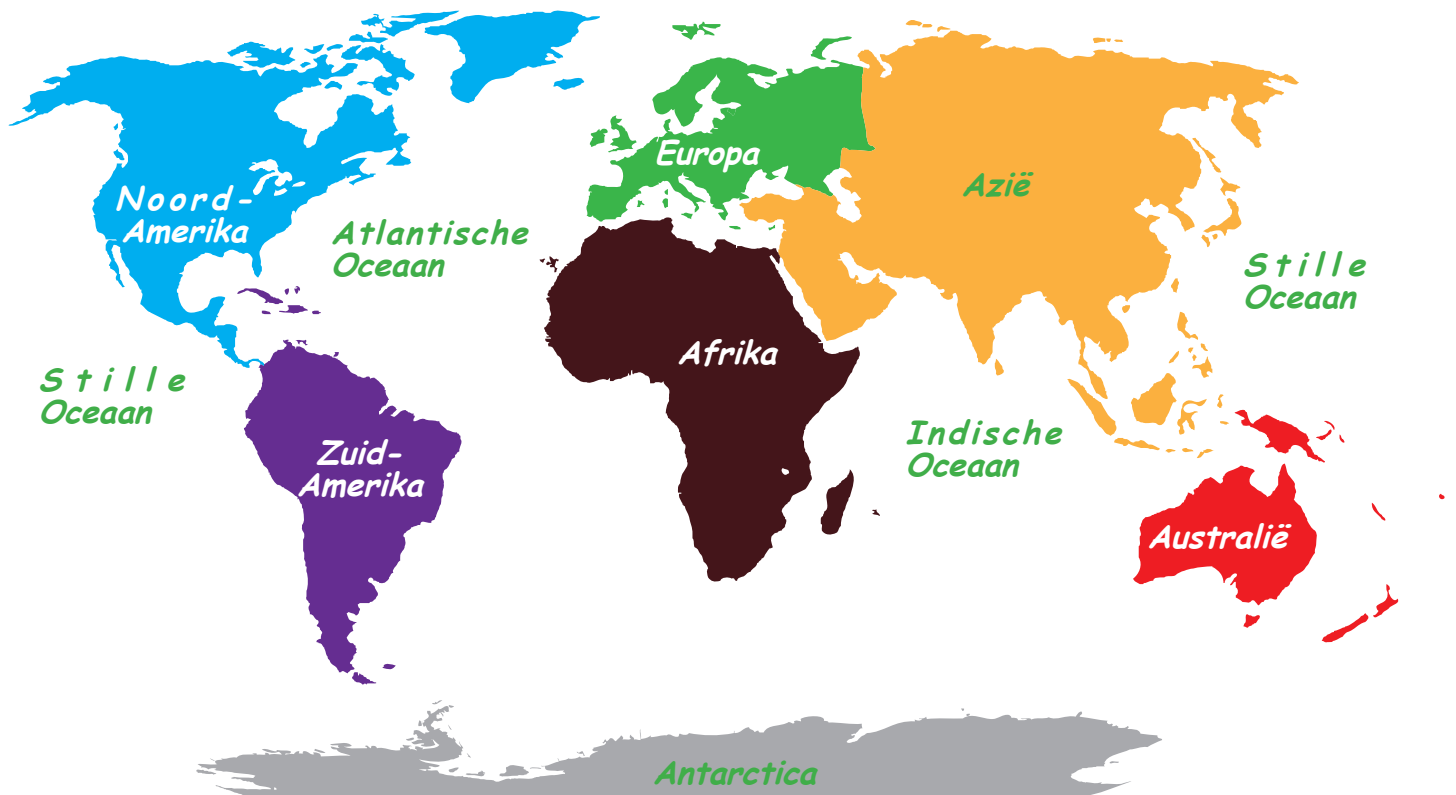 Europa
Azië
Noord-
Amerika
Atlantische
Oceaan
Stille
Oceaan
Afrika
Stille
Oceaan
Indische
Oceaan
Zuid-
Amerika
Australië
Antarctica